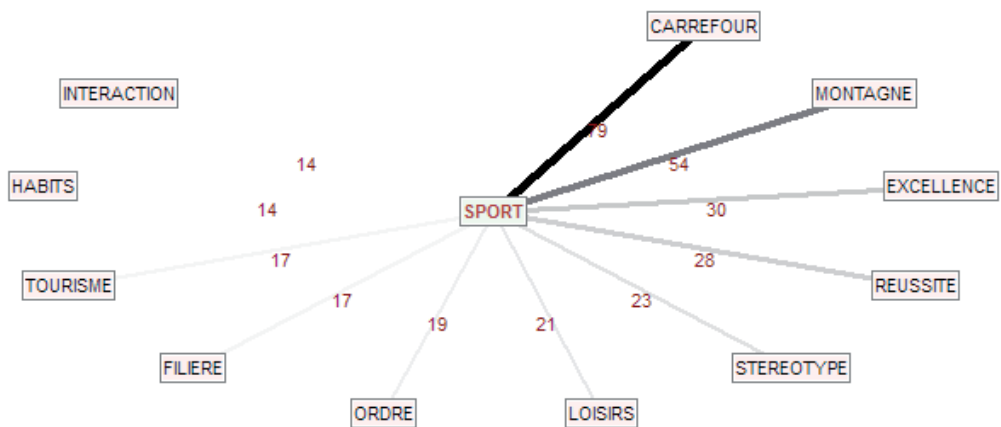 CARREFOUR
INTERACTION
MONTAGNE
79
14
54
HABITS
EXCELLENCE
14
SPORT
30
17
28
TOURISME
REUSSITE
17
23
19
21
FILIERE
STEREOTYPE
ORDRE
LOISIRS